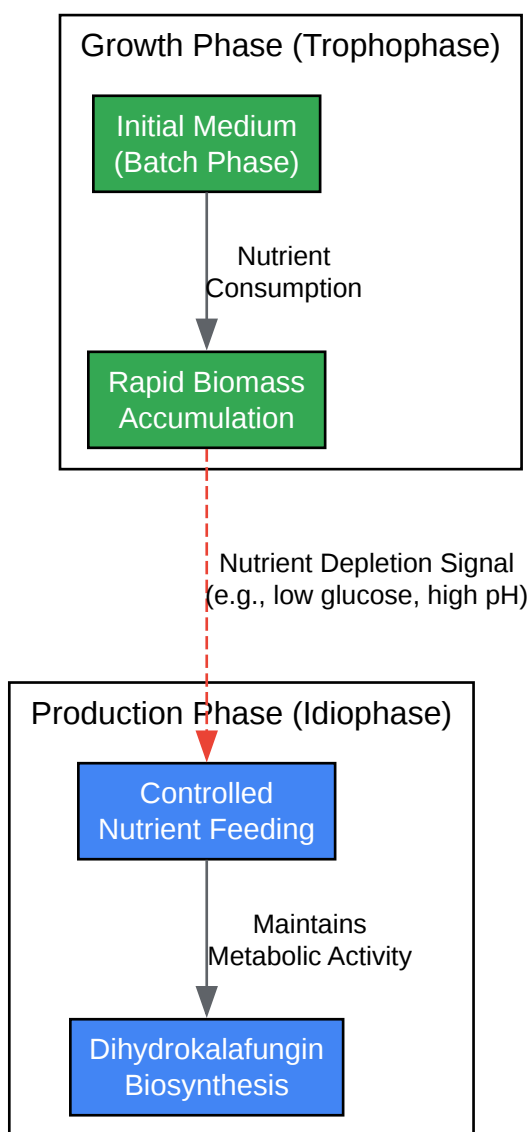 Growth Phase (Trophophase)
Initial Medium
(Batch Phase)
Nutrient
Consumption
Rapid Biomass
Accumulation
Nutrient Depletion Signal
(e.g., low glucose, high pH)
Production Phase (Idiophase)
Controlled
Nutrient Feeding
Maintains
Metabolic Activity
Dihydrokalafungin
Biosynthesis